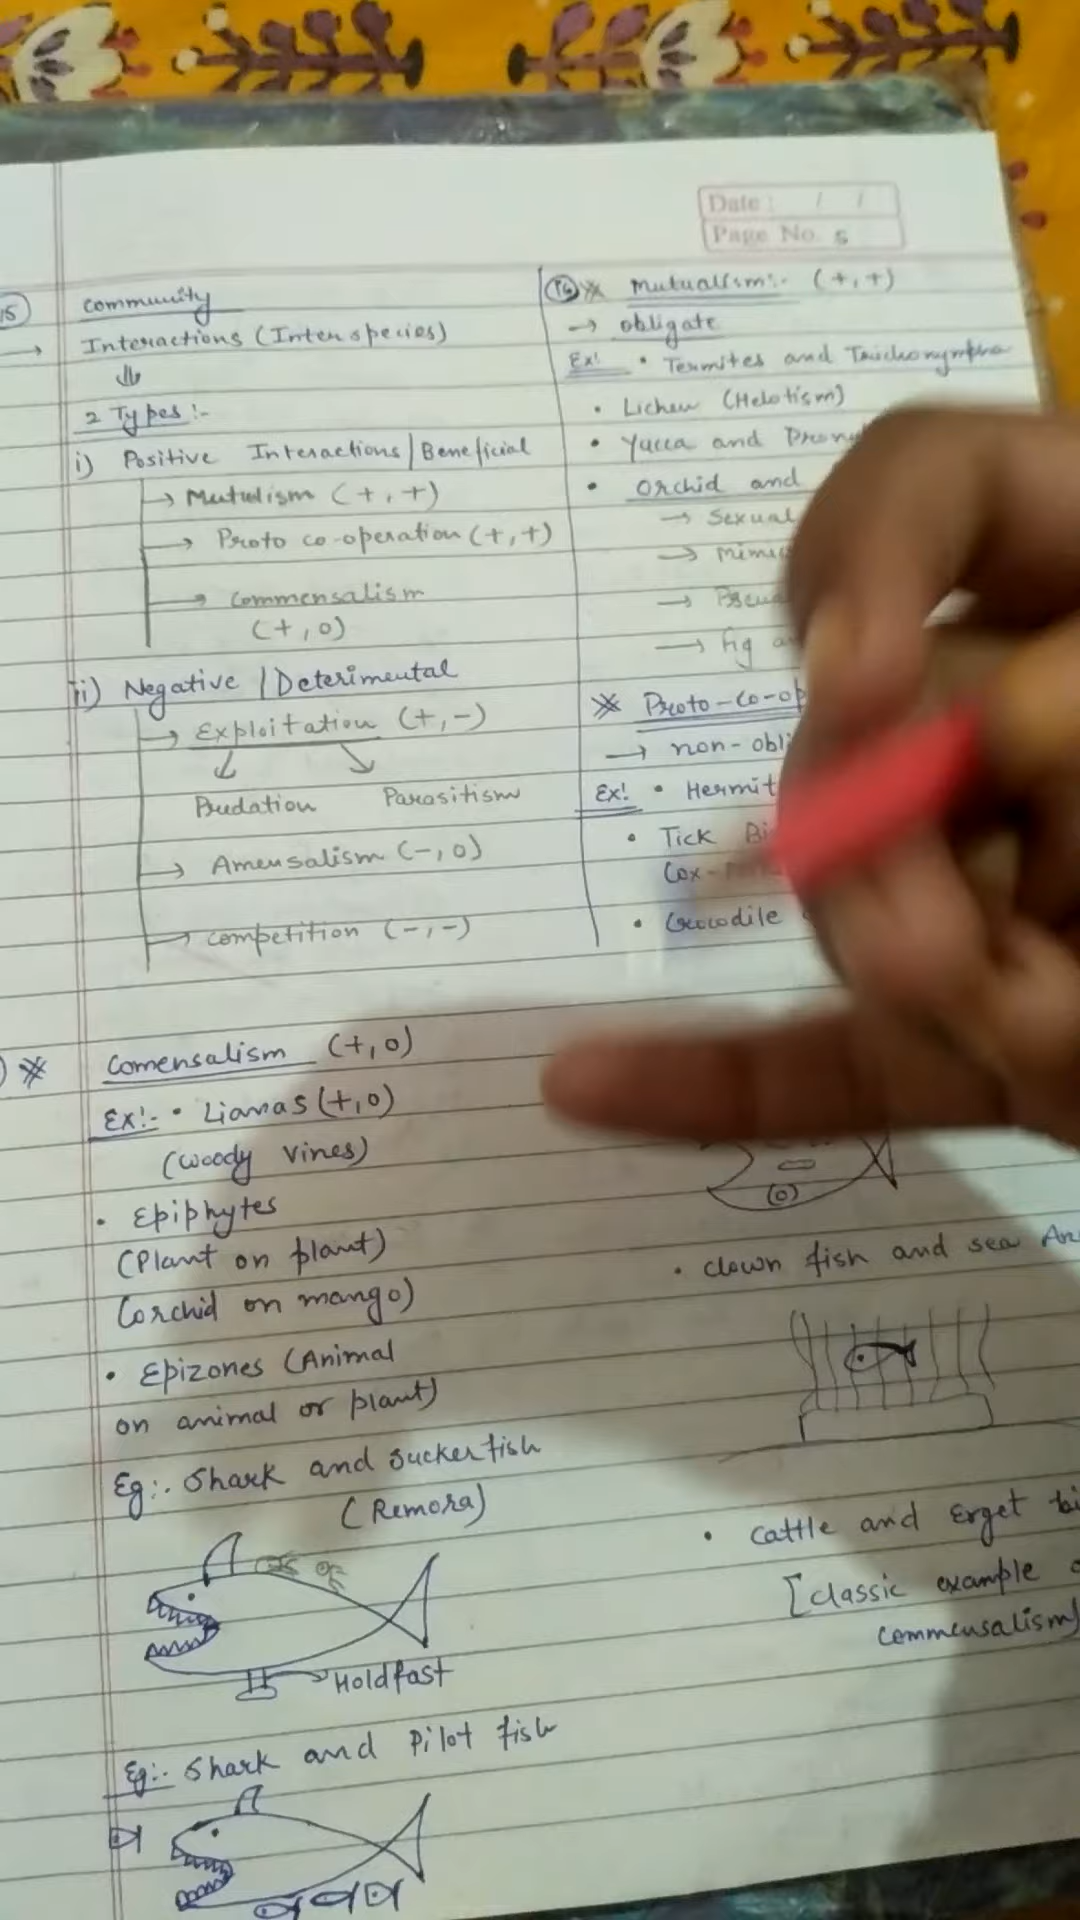 Date : / /
Page No. 5
15
community
→ Interactions (Interspecies)
2 Types :-
i) Positive Interactions / Beneficial
→ Mutulism (+, +)
→ Proto co-operation (+, +)
→ commensalism
(+, 0)
ii) Negative / Deterimental
→ Exploitation (+, -)
Predation Parasitism
→ Amensalism (-, 0)
→ competition (-, -)
16 * Mutualism :- (+, +)
→ obligate
Ex! • Termites and Trichonympha
• Lichen (Helotism)
• Yucca and
• Orchid and
→ Sexual
→
→
→ fig
* Proto-co-op
→ non-obli
Ex! • Hermit
• Tick
• Crocodile
* Comensalism (+, 0)
Ex!- • Lianas (+, 0)
(woody vines)
• Epiphytes
(Plant on plant)
(orchid on mango)
• Epizones (Animal
on animal or plant)
Eg:. Shark and suckerfish
(Remora)
Holdfast
Eg:- Shark and Pilot fish
• clown fish and sea
• cattle and Erget
[classic example
commensalism]